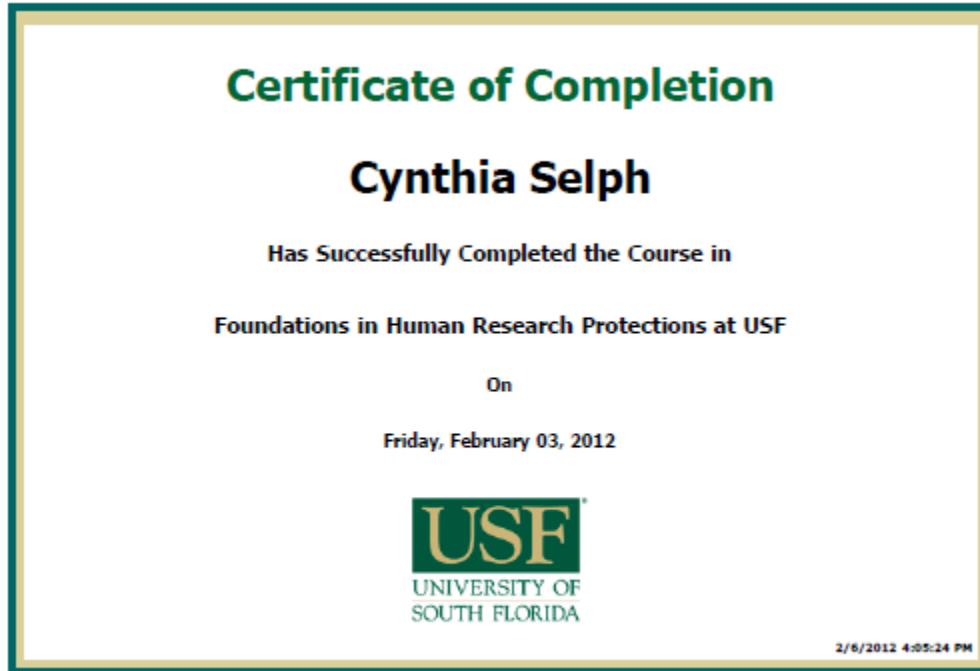 Certificate of Completion
Cynthia Selph
Has Successfully Completed the Course in
Foundations in Human Research Protections at USF
On
Friday, February 03, 2012
USF
UNIVERSITY OF
SOUTH FLORIDA
2/6/2012 4:05:24 PM